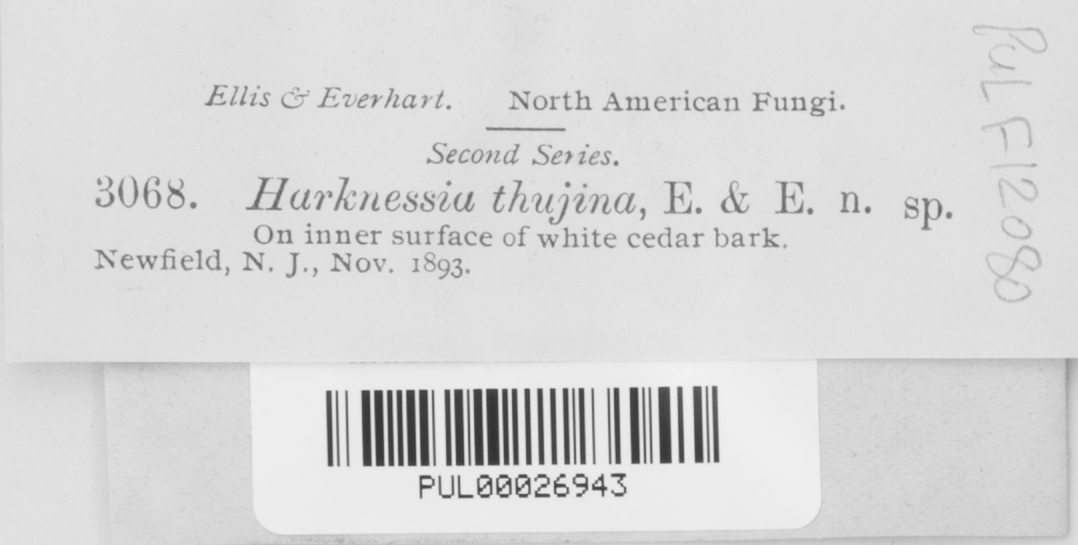 Ellis & Everhart. North American Fungi.
Second Series.
3068. Harknessia thujina, E. & E. n. sp.
On inner surface of white cedar bark.
Newfield, N. J., Nov. 1893.
PUL F12080
PUL00026943